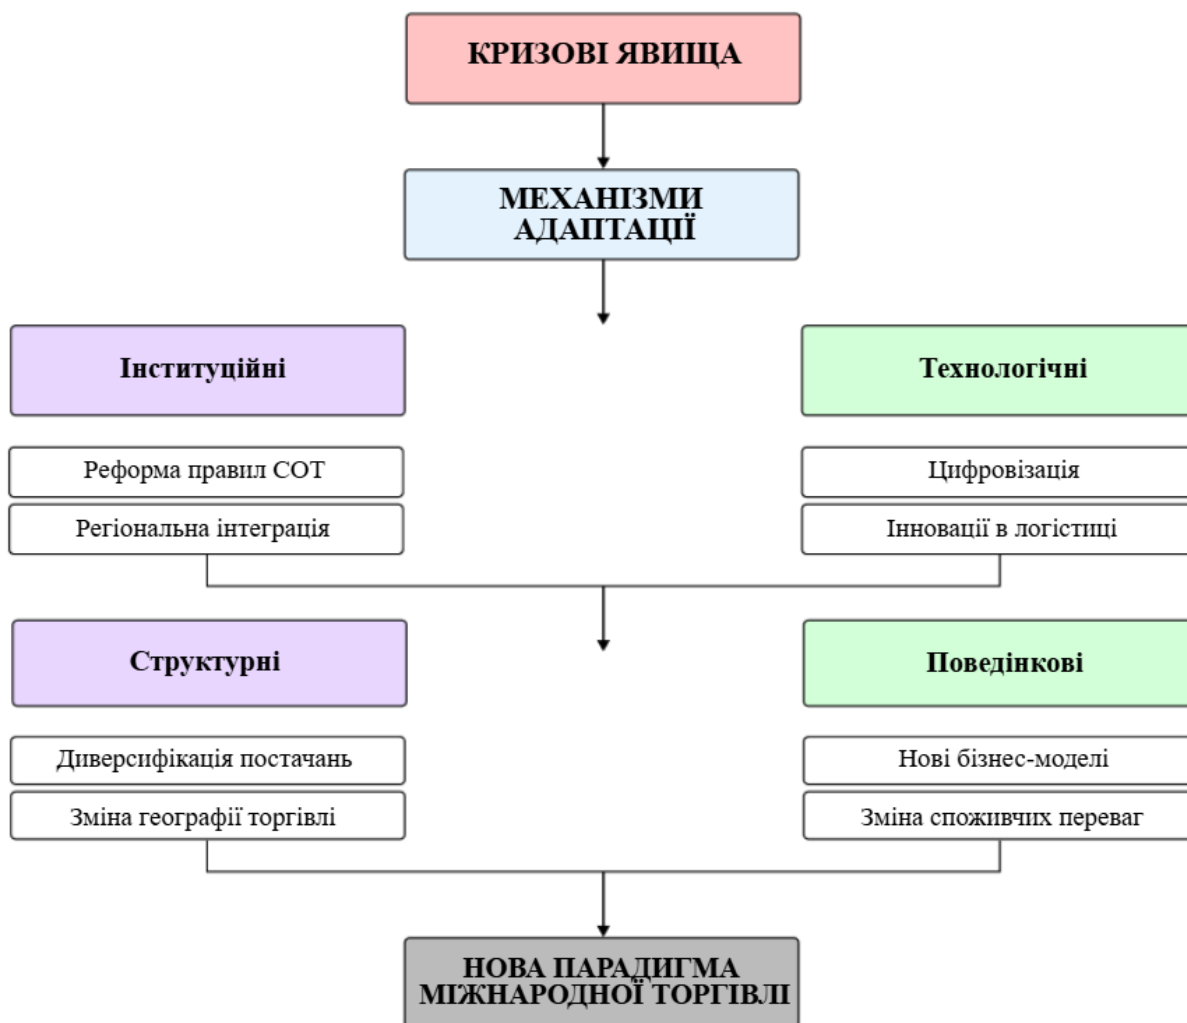 КРИЗОВІ ЯВИЩА
МЕХАНІЗМИ
АДАПТАЦІЇ
Інституційні
Технологічні
Реформа правил СОТ
Цифровізація
Регіональна інтеграція
Інновації в логістиці
Структурні
Поведінкові
Диверсифікація постачань
Нові бізнес-моделі
Зміна географії торгівлі
Зміна споживчих переваг
НОВА ПАРАДИГМА
МІЖНАРОДНОЇ ТОРГІВЛІ